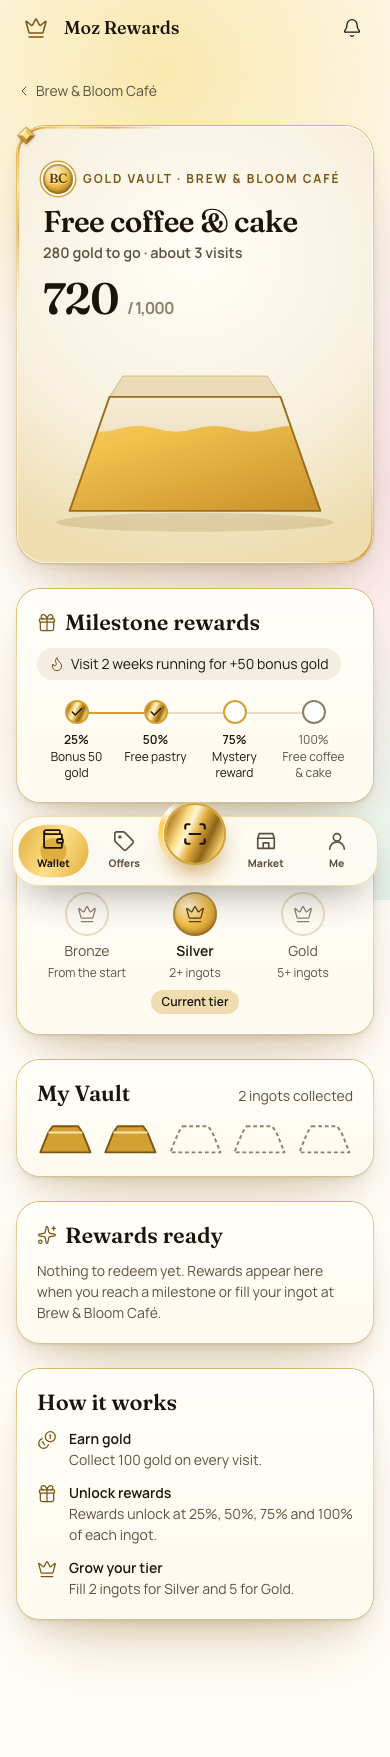 Moz Rewards
Brew & Bloom Café
BC GOLD VAULT · BREW & BLOOM CAFÉ
Free coffee & cake
280 gold to go · about 3 visits
720 / 1,000
Milestone rewards
Visit 2 weeks running for +50 bonus gold
25% 50% 75% 100%
Bonus 50 gold
Free pastry
Mystery reward
Free coffee & cake
Wallet Offers Market Me
Bronze Silver Gold
From the start 2+ ingots 5+ ingots
Current tier
My Vault 2 ingots collected
Rewards ready
Nothing to redeem yet. Rewards appear here
when you reach a milestone or fill your ingot at
Brew & Bloom Café.
How it works
Earn gold
Collect 100 gold on every visit.
Unlock rewards
Rewards unlock at 25%, 50%, 75% and 100%
of each ingot.
Grow your tier
Fill 2 ingots for Silver and 5 for Gold.